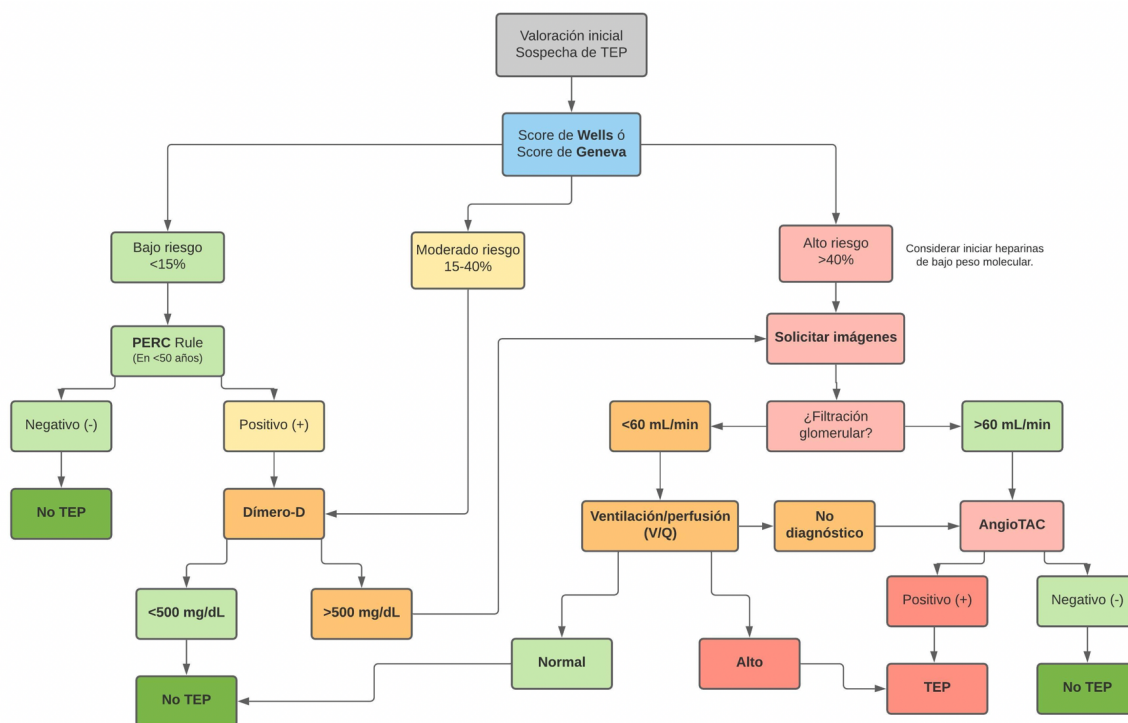 Valoración inicial
Sospecha de TEP
Score de Wells ó
Score de Geneva
Bajo riesgo
<15%
Moderado riesgo
15-40%
Alto riesgo
>40%
Considerar iniciar heparinas
de bajo peso molecular.
PERC Rule
(En <50 años)
Solicitar imágenes
Negativo (-)
Positivo (+)
<60 mL/min
¿Filtración
glomerular?
>60 mL/min
No TEP
Dímero-D
Ventilación/perfusión
(V/Q)
No
diagnóstico
AngioTAC
<500 mg/dL
>500 mg/dL
Positivo (+)
Negativo (-)
Normal
Alto
No TEP
TEP
No TEP